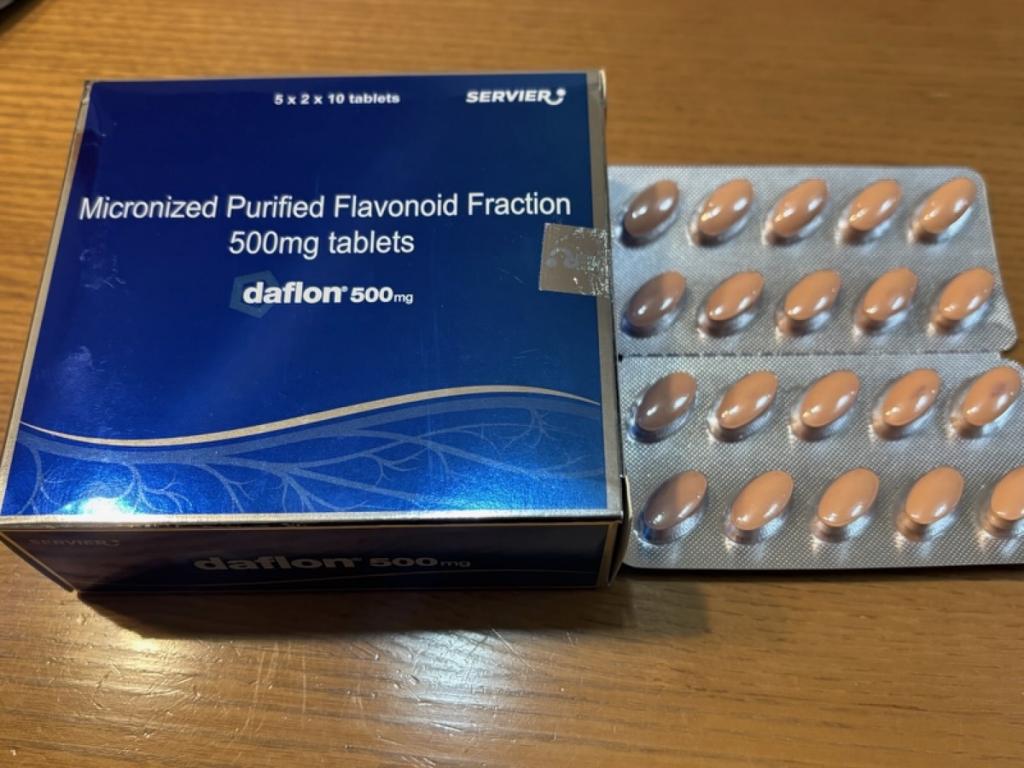 5 x 2 x 10 tablets
SERVIER
Micronized Purified Flavonoid Fraction
500mg tablets
daflon® 500mg
SERVIER
daflon® 500mg